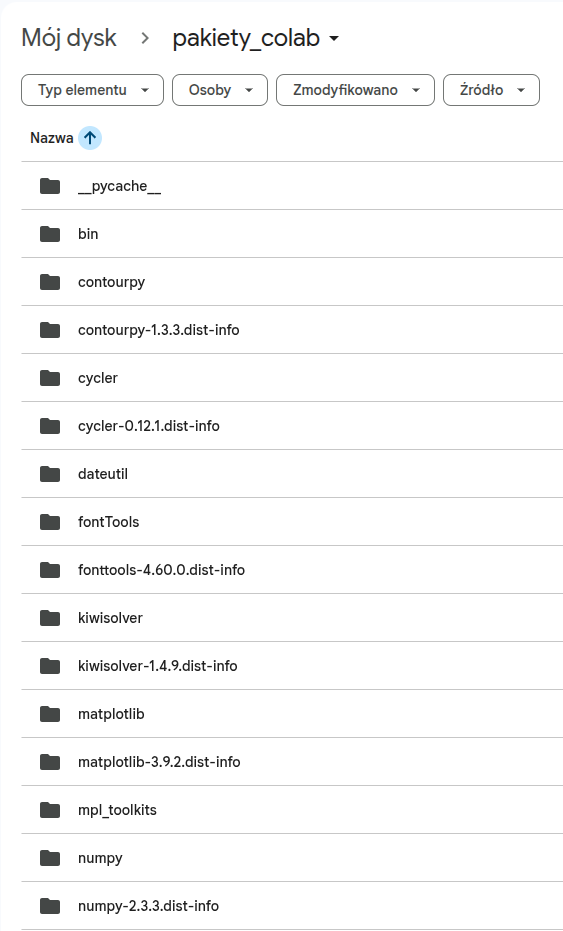 Mój dysk > pakiety_colab
Typ elementu Osoby Zmodyfikowano Źródło
Nazwa
__pycache__
bin
contourpy
contourpy-1.3.3.dist-info
cycler
cycler-0.12.1.dist-info
dateutil
fontTools
fonttools-4.60.0.dist-info
kiwisolver
kiwisolver-1.4.9.dist-info
matplotlib
matplotlib-3.9.2.dist-info
mpl_toolkits
numpy
numpy-2.3.3.dist-info